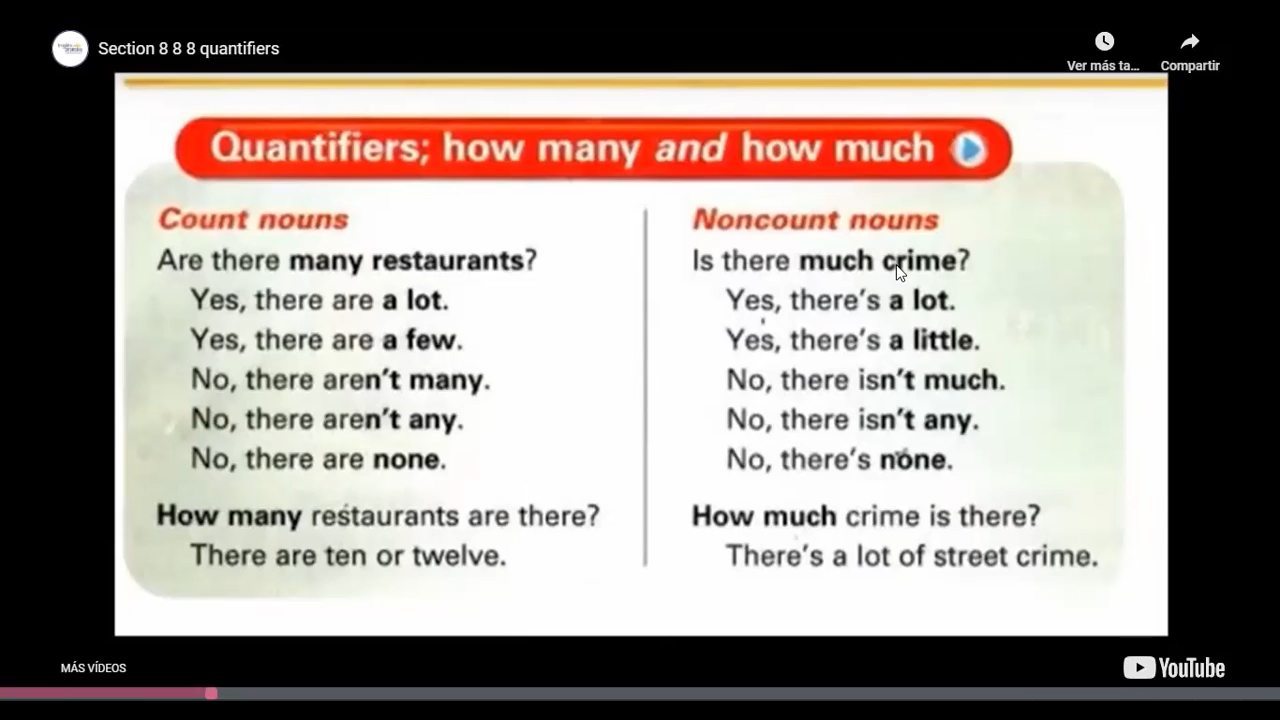 Section 8 8 8 quantifiers
Ver más ta...
Compartir
Quantifiers; how many and how much
Count nouns
Are there many restaurants?
Yes, there are a lot.
Yes, there are a few.
No, there aren't many.
No, there aren't any.
No, there are none.
How many restaurants are there?
There are ten or twelve.
Noncount nouns
Is there much crime?
Yes, there's a lot.
Yes, there's a little.
No, there isn't much.
No, there isn't any.
No, there's none.
How much crime is there?
There's a lot of street crime.
MÁS VÍDEOS
YouTube